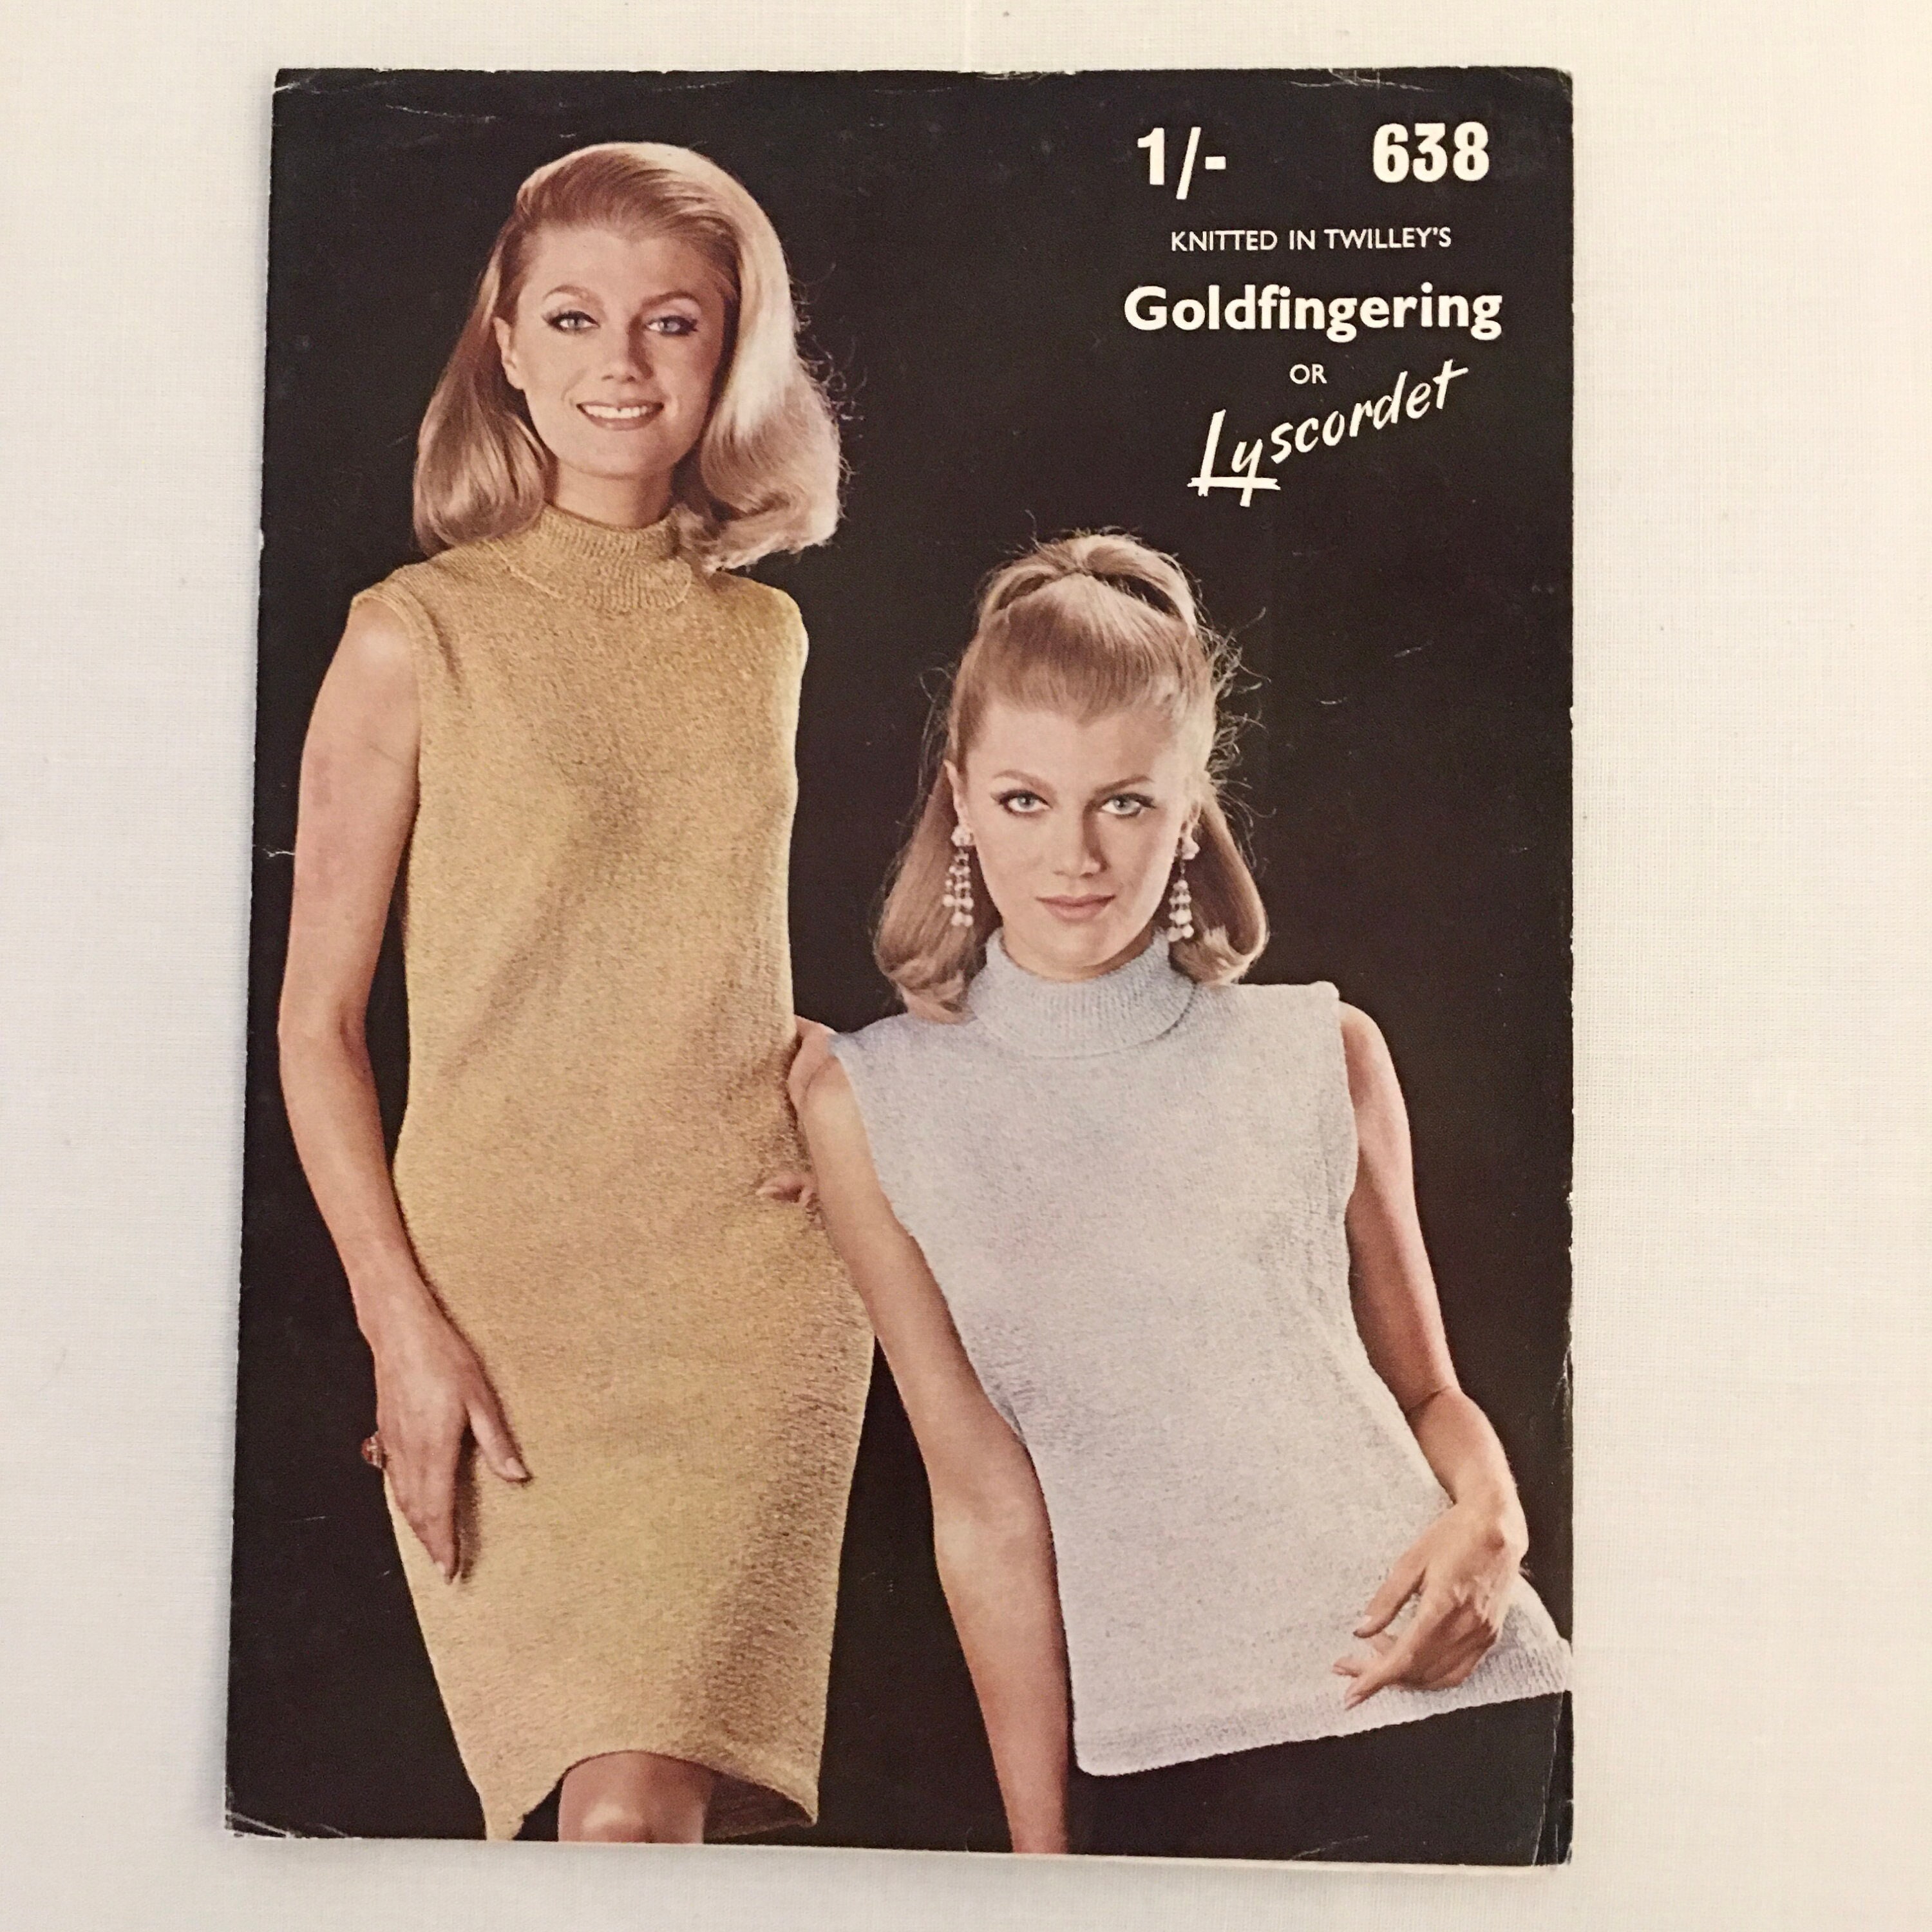 1/- 638
KNITTED IN TWILLEY'S
Goldfingering
OR
Lyscordet